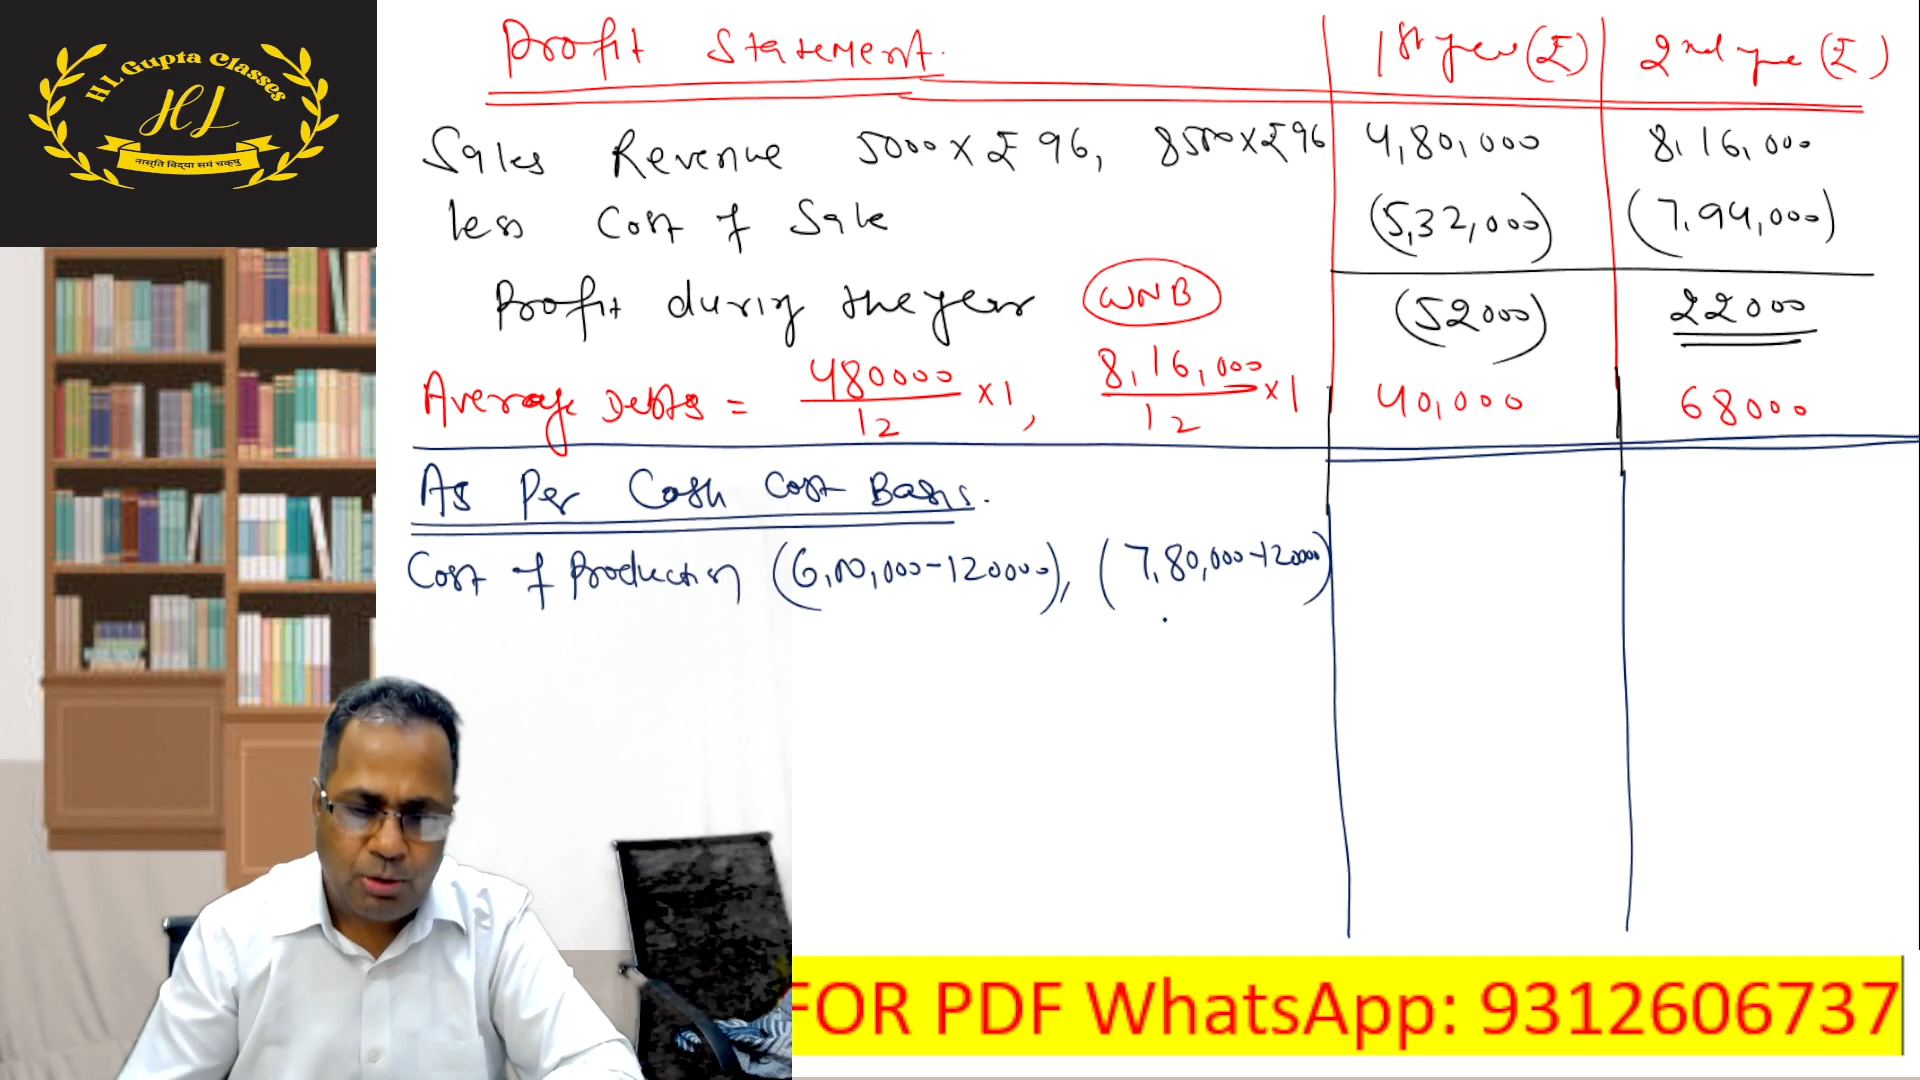 HL Gupta Classes
HL
नास्ति विद्या समं चक्षु
Profit Statement. 1st year (₹) 2nd year (₹)
Sales Revenue 5000 × ₹ 96, 8500 × ₹ 96 4,80,000 8,16,000
less Cost of Sale (5,32,000) (7,94,000)
Profit during the year WNB (52000) 22000
Average Debts = 480000/12 × 1, 8,16,000/12 × 1 40,000 68000
As Per Cash Cost Basis.
Cost of Production (6,00,000-120000), (7,80,000-120000)
FOR PDF WhatsApp: 9312606737